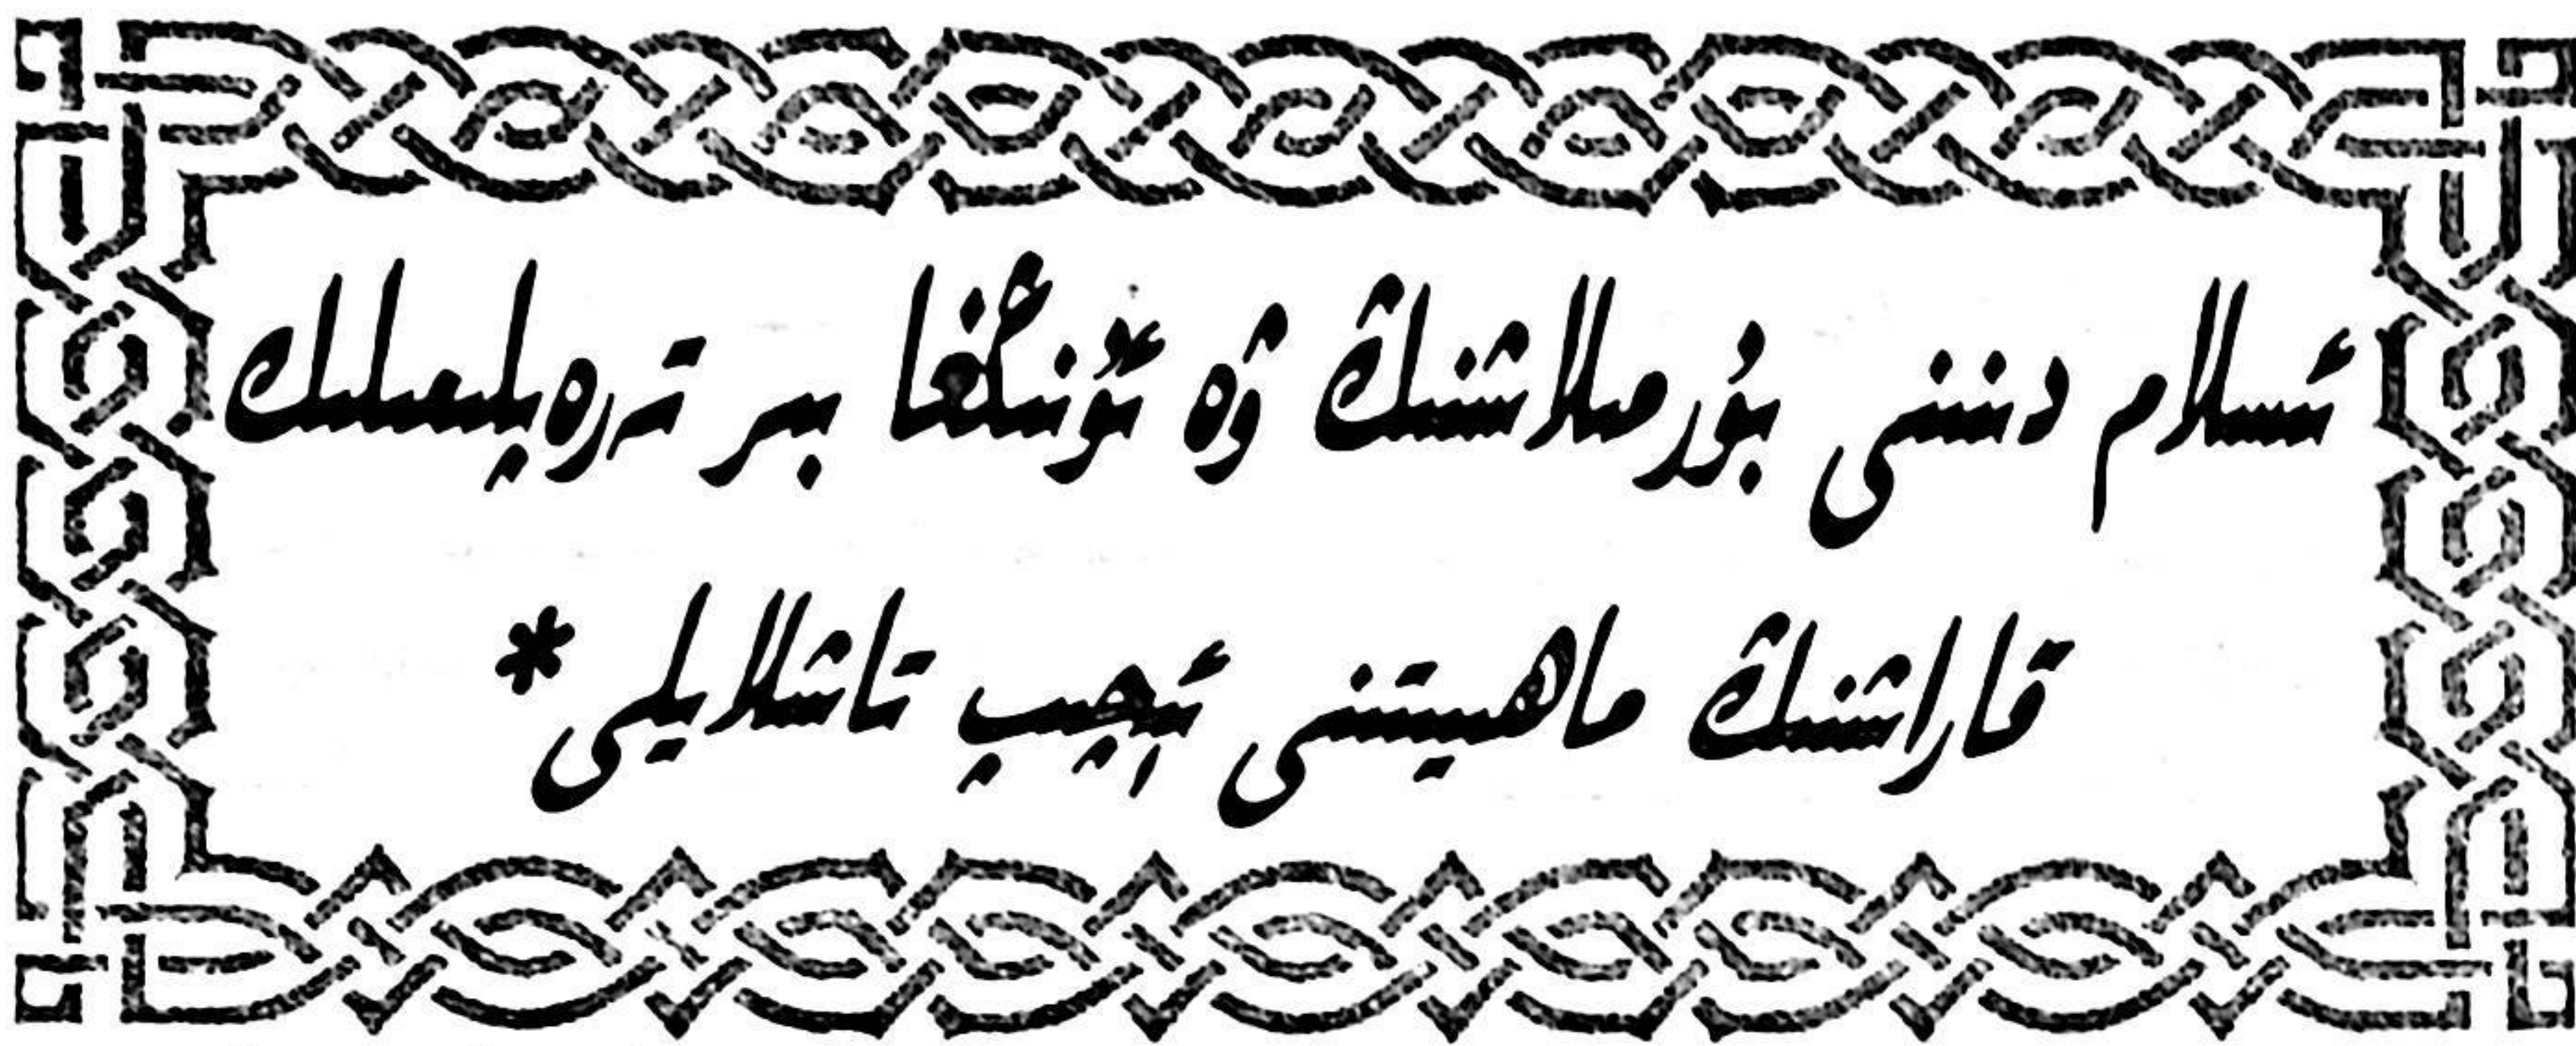 ئىسلام دىنىنى بۇرمىلاشنىڭ ۋە ئۇنىڭغا بىر تەرەپلىمىلىك
قاراشنىڭ ماھىيىتىنى ئېچىپ تاشلايلى*